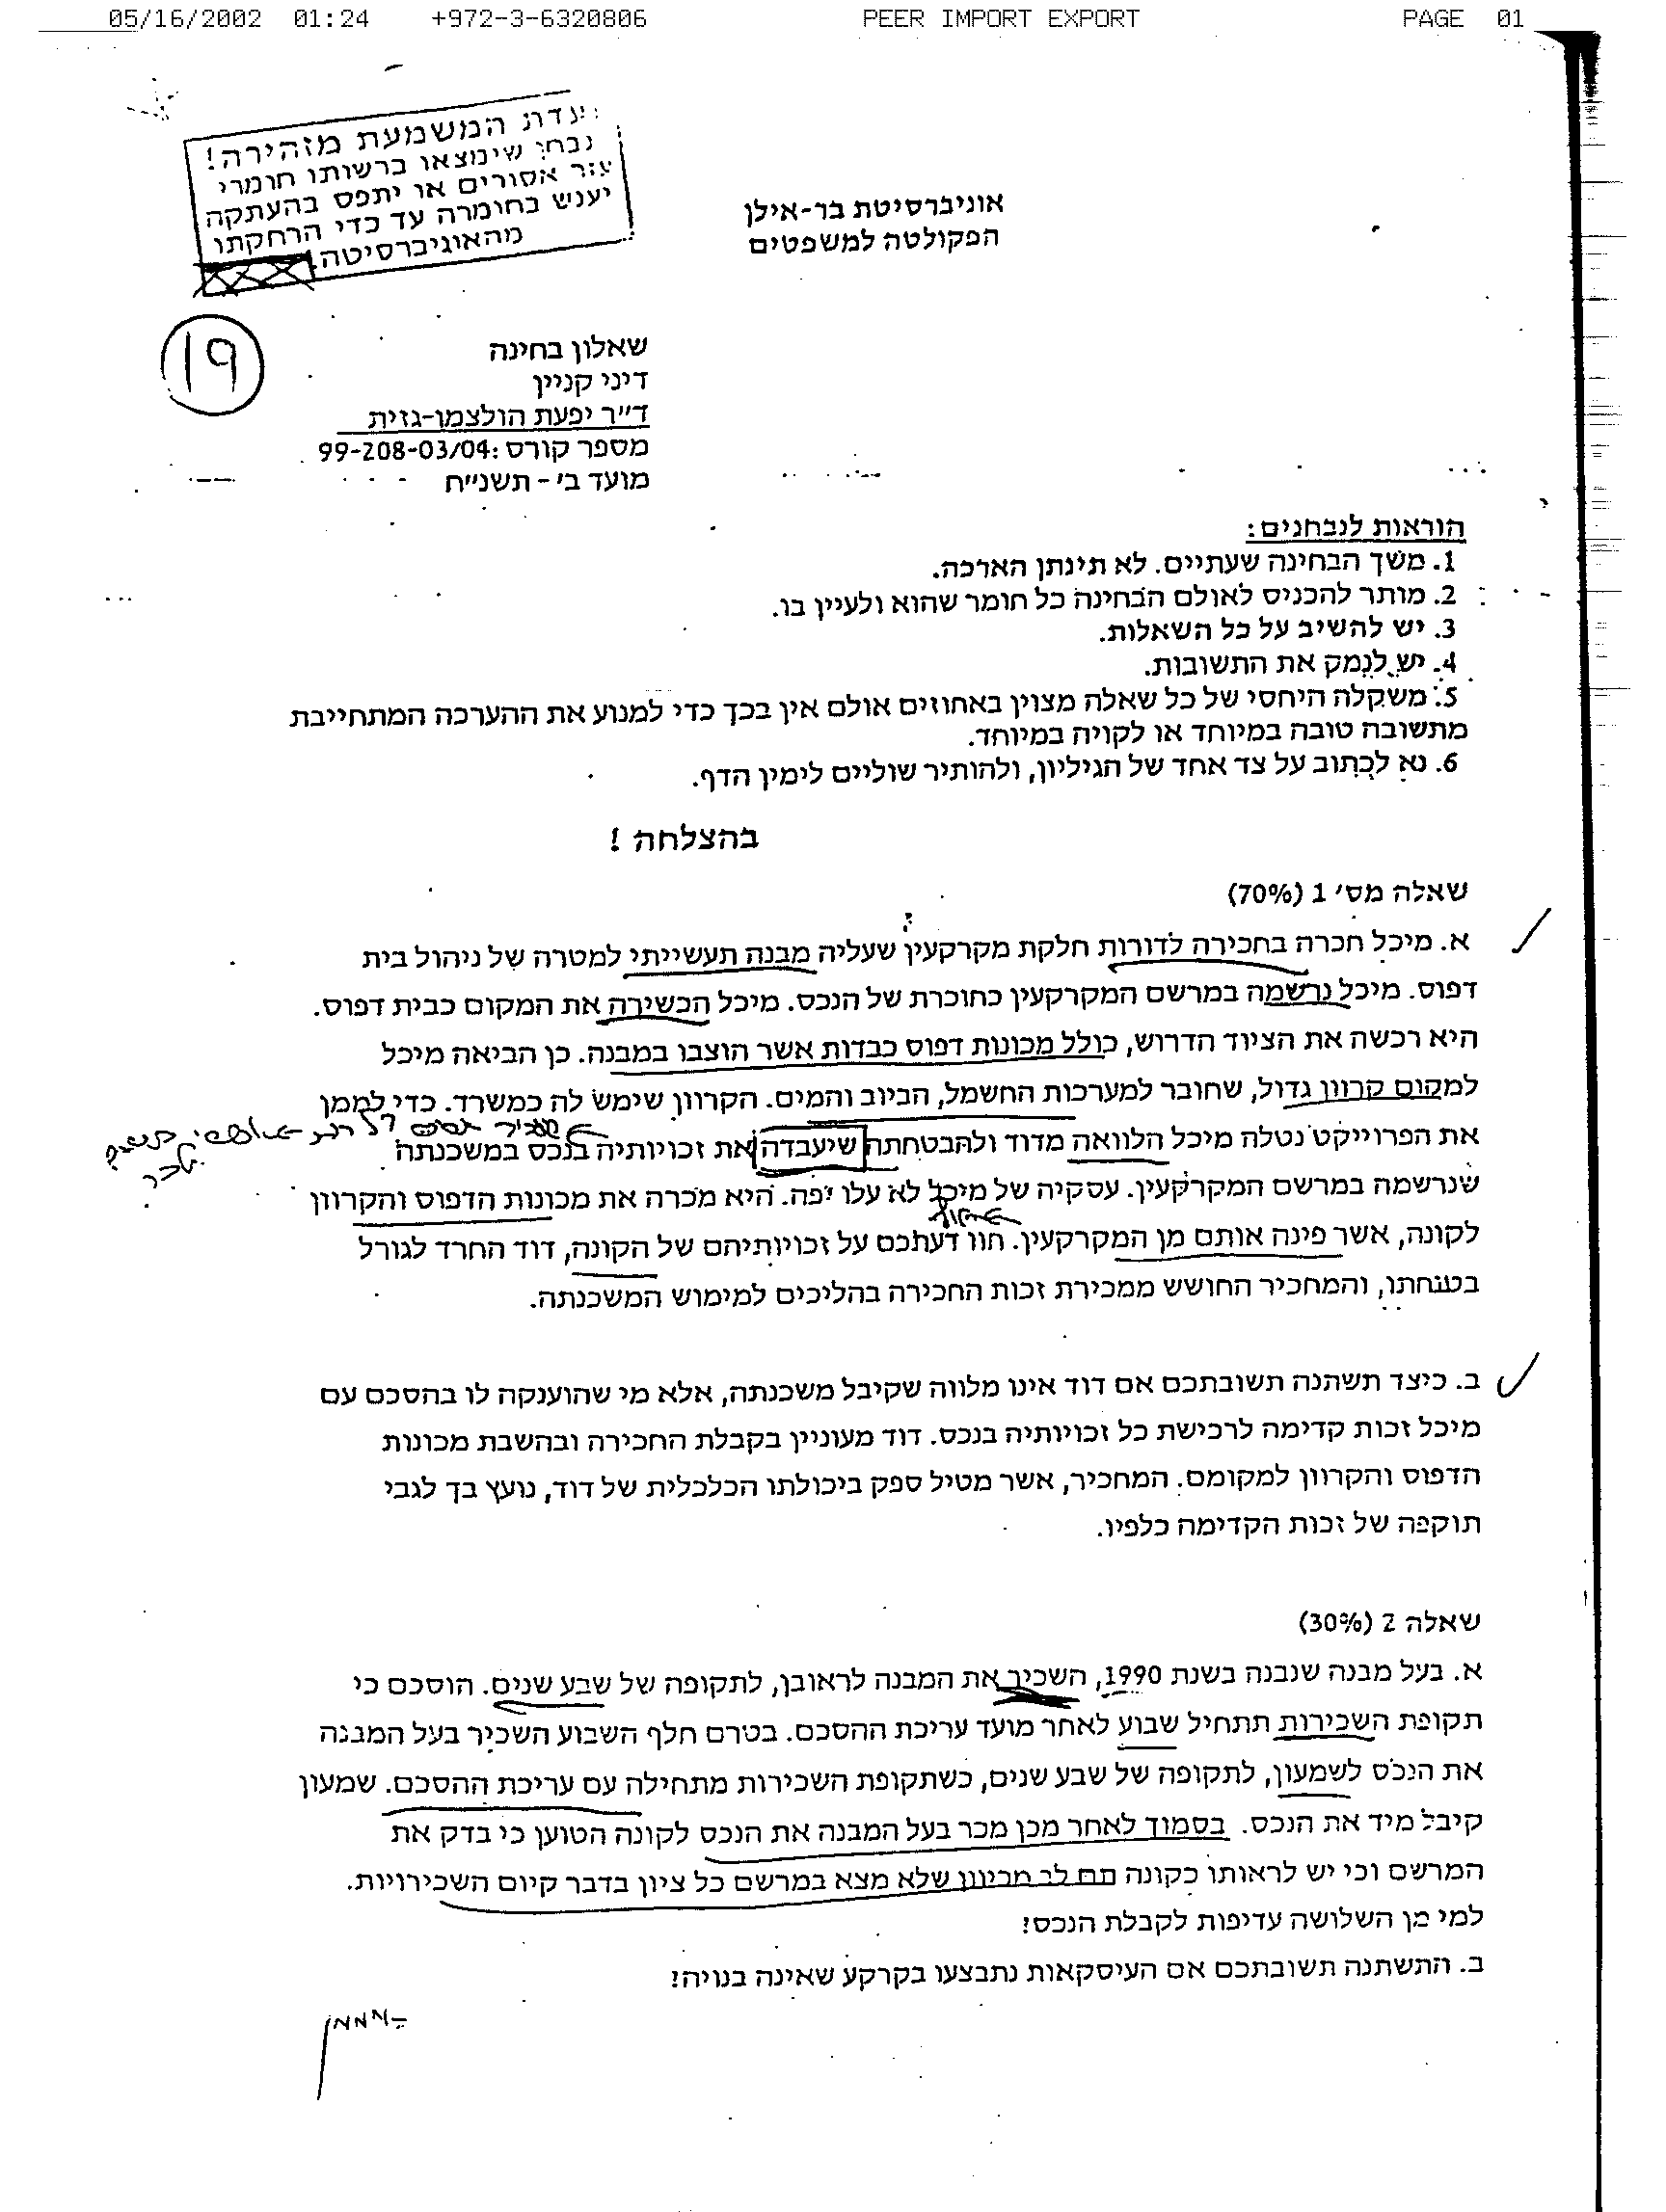 05/16/2002 01:24 +972-3-6320806 PEER IMPORT EXPORT PAGE 01
המשמעת מזהירה!
שימצאו ברשותו חומרי
עזר אסורים או יתפס בהעתקה
יענש בחומרה עד כדי הרחקתו
מהאוניברסיטה.
אוניברסיטת בר-אילן
הפקולטה למשפטים
19
שאלון בחינה
דיני קניין
ד״ר יפעת הולצמן-גזית
מספר קורס: 99-208-03/04
מועד ב׳ - תשנ״ח
הוראות לנבחנים:
1. משך הבחינה שעתיים. לא תינתן הארכה.
2. מותר להכניס לאולם הבחינה כל חומר שהוא ולעיין בו.
3. יש להשיב על כל השאלות.
4. יש לנמק את התשובות.
5. משקלה היחסי של כל שאלה מצוין באחוזים אולם אין בכך כדי למנוע את ההערכה המתחייבת
מתשובה טובה במיוחד או לקויה במיוחד.
6. נא לכתוב על צד אחד של הגיליון, ולהותיר שוליים לימין הדף.
בהצלחה !
שאלה מס׳ 1 (70%)
א. מיכל חכרה בחכירה לדורות חלקת מקרקעין שעליה מבנה תעשייתי למטרה של ניהול בית
דפוס. מיכל נרשמה במרשם המקרקעין כחוכרת של הנכס. מיכל הכשירה את המקום כבית דפוס.
היא רכשה את הציוד הדרוש, כולל מכונות דפוס כבדות אשר הוצבו במבנה. כן הביאה מיכל
למקום קרוון גדול, שחובר למערכות החשמל, הביוב והמים. הקרוון שימש לה כמשרד. כדי לממן
את הפרוייקט נטלה מיכל הלוואה מדוד ולהבטחתה שיעבדה את זכויותיה בנכס במשכנתה
שנרשמה במרשם המקרקעין. עסקיה של מיכל לא עלו יפה. היא מכרה את מכונות הדפוס והקרוון
לקונה, אשר פינה אותם מן המקרקעין. חוו דעתכם על זכויותיהם של הקונה, דוד החרד לגורל
בטוחתו, והמחכיר החושש ממכירת זכות החכירה בהליכים למימוש המשכנתה.
ב. כיצד תשתנה תשובתכם אם דוד אינו מלווה שקיבל משכנתה, אלא מי שהוענקה לו בהסכם עם
מיכל זכות קדימה לרכישת כל זכויותיה בנכס. דוד מעוניין בקבלת החכירה ובהשבת מכונות
הדפוס והקרוון למקומם. המחכיר, אשר מטיל ספק ביכולתו הכלכלית של דוד, נועץ בך לגבי
תוקפה של זכות הקדימה כלפיו.
שאלה 2 (30%)
א. בעל מבנה שנבנה בשנת 1990, השכיר את המבנה לראובן, לתקופה של שבע שנים. הוסכם כי
תקופת השכירות תתחיל שבוע לאחר מועד עריכת ההסכם. בטרם חלף השבוע השכיר בעל המבנה
את הנכס לשמעון, לתקופה של שבע שנים, כשתקופת השכירות מתחילה עם עריכת ההסכם. שמעון
קיבל מיד את הנכס. בסמוך לאחר מכן מכר בעל המבנה את הנכס לקונה הטוען כי בדק את
המרשם וכי יש לראותו כקונה תם לב מכיוון שלא מצא במרשם כל ציון בדבר קיום השכירויות.
למי מן השלושה עדיפות לקבלת הנכס?
ב. התשתנה תשובתכם אם העיסקאות נתבצעו בקרקע שאינה בנויה?